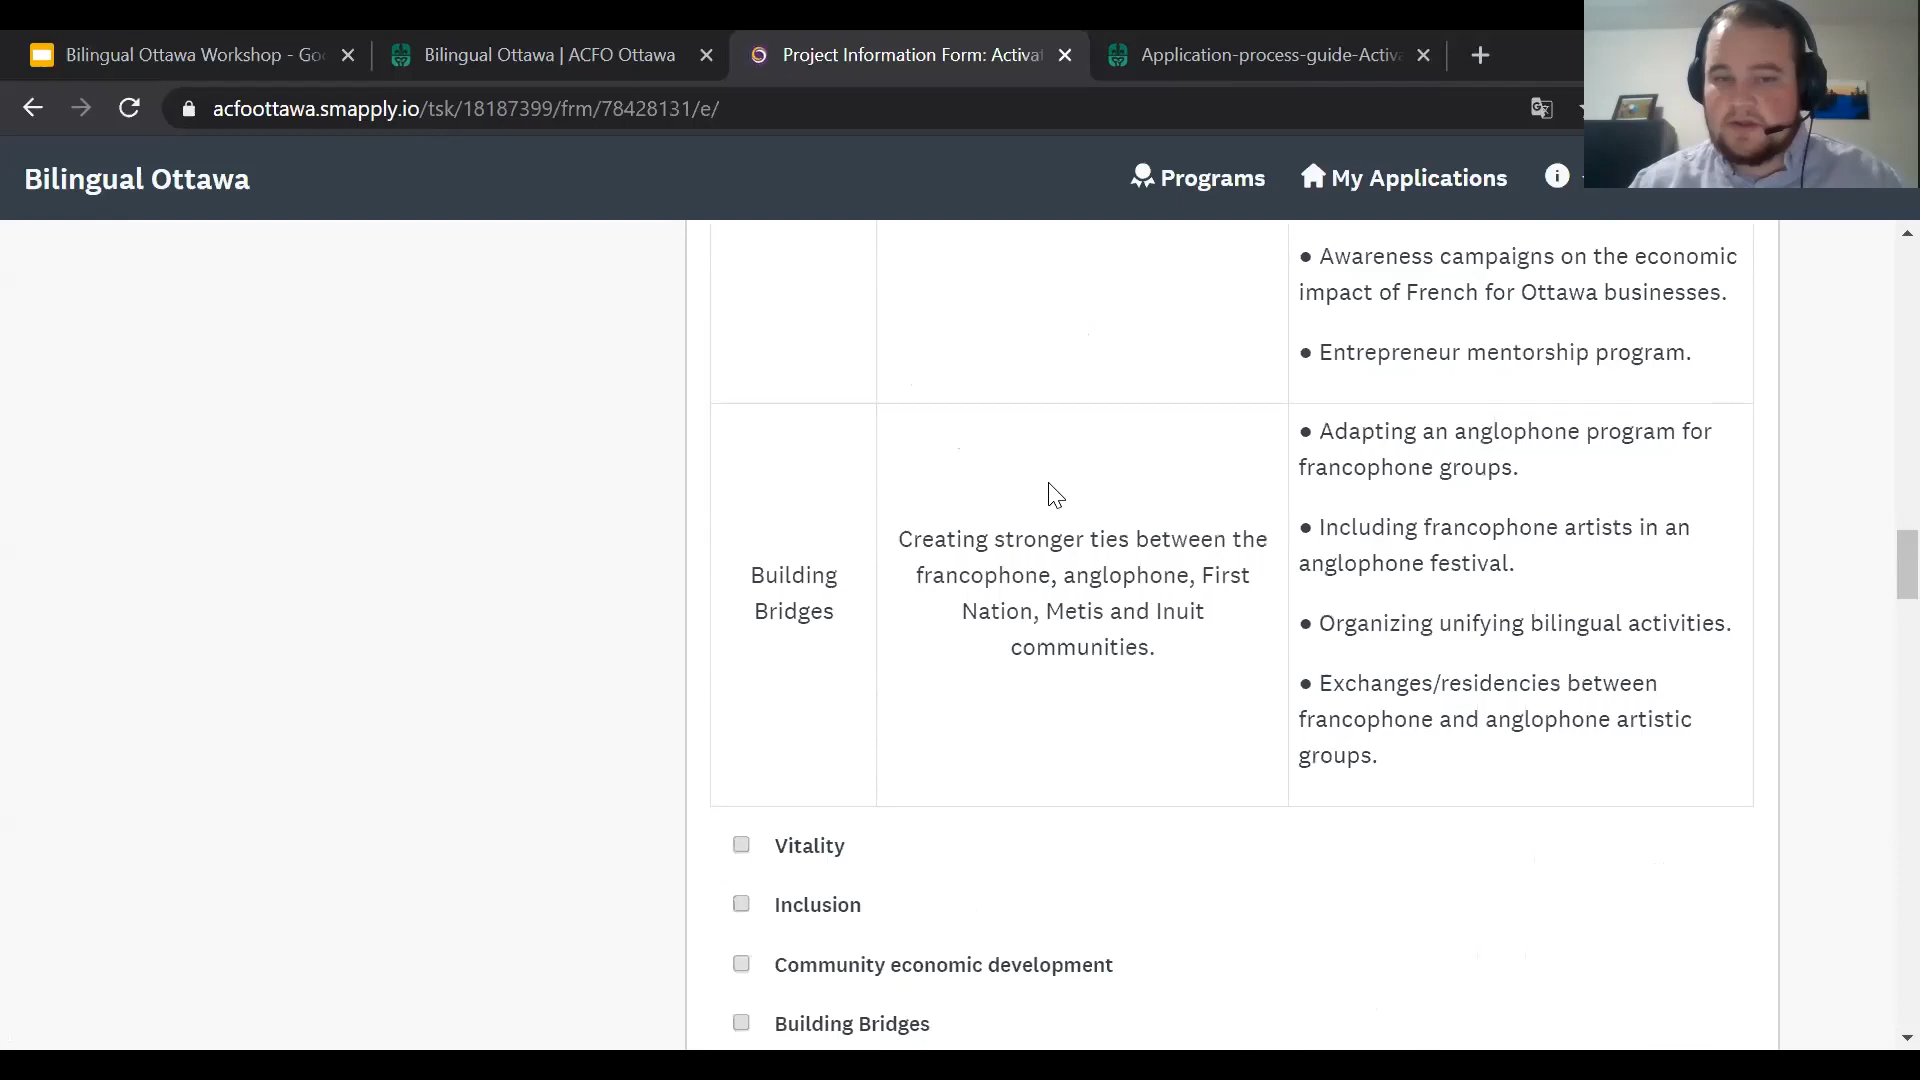 Bilingual Ottawa Workshop - Goo
Bilingual Ottawa | ACFO Ottawa
Project Information Form: Activat
Application-process-guide-Activa
acfoottawa.smapply.io/tsk/18187399/frm/78428131/e/
Bilingual Ottawa
Programs
My Applications
● Awareness campaigns on the economic
impact of French for Ottawa businesses.
● Entrepreneur mentorship program.
Building
Bridges
Creating stronger ties between the
francophone, anglophone, First
Nation, Metis and Inuit
communities.
● Adapting an anglophone program for
francophone groups.
● Including francophone artists in an
anglophone festival.
● Organizing unifying bilingual activities.
● Exchanges/residencies between
francophone and anglophone artistic
groups.
Vitality
Inclusion
Community economic development
Building Bridges